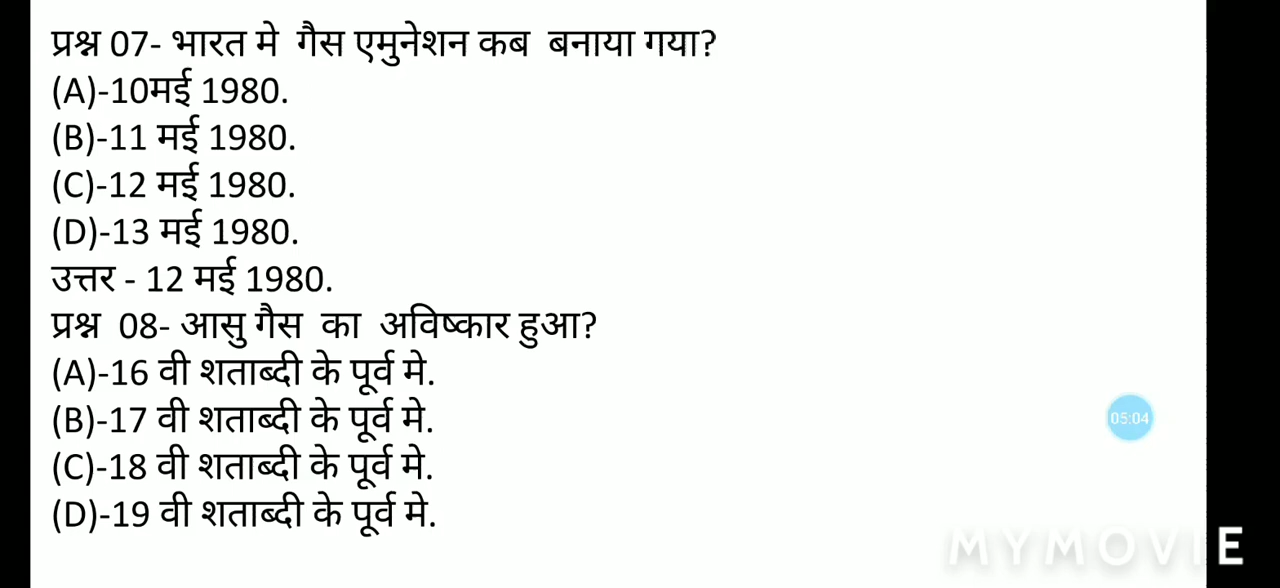 प्रश्न 07- भारत मे  गैस एमुनेशन कब  बनाया गया?
(A)-10मई 1980.
(B)-11 मई 1980.
(C)-12 मई 1980.
(D)-13 मई 1980.
उत्तर - 12 मई 1980.
प्रश्न  08- आसु गैस  का  अविष्कार हुआ?
(A)-16 वी शताब्दी के पूर्व मे.
(B)-17 वी शताब्दी के पूर्व मे.
(C)-18 वी शताब्दी के पूर्व मे.
(D)-19 वी शताब्दी के पूर्व मे.
05:04
MYMOVIE